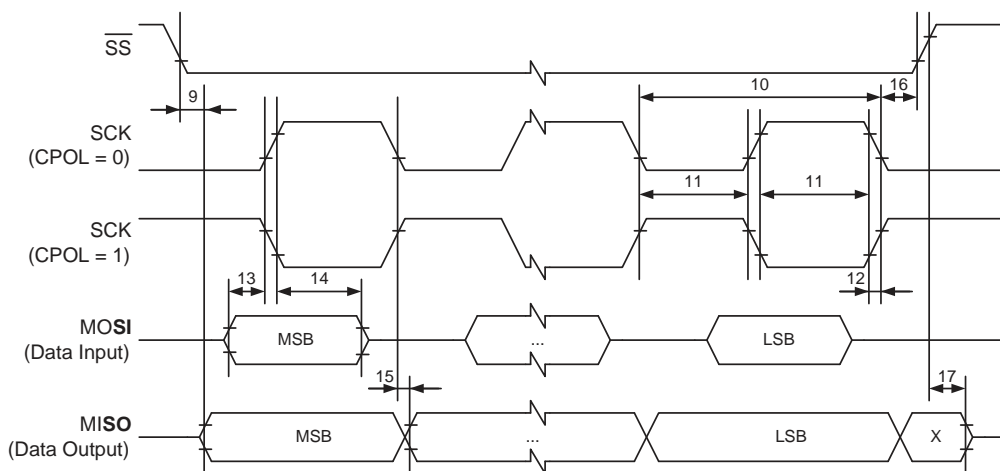 SS
9
10
16
SCK
(CPOL = 0)
11
11
SCK
(CPOL = 1)
13
14
12
MOSI
(Data Input)
MSB
...
LSB
15
17
MISO
(Data Output)
MSB
...
LSB
X